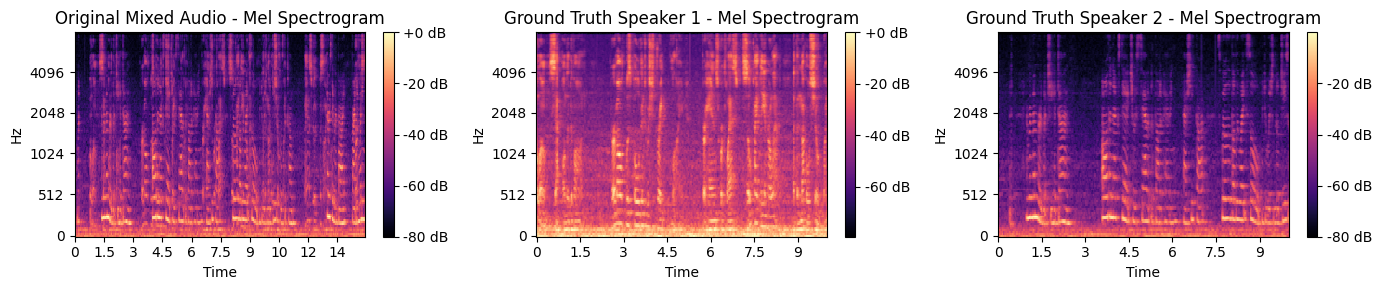 Original Mixed Audio - Mel Spectrogram
Hz
4096
2048
1024
512
0
0 1.5 3 4.5 6 7.5 9 10 12 14
Time
+0 dB
-20 dB
-40 dB
-60 dB
-80 dB
Ground Truth Speaker 1 - Mel Spectrogram
Hz
4096
2048
1024
512
0
0 1.5 3 4.5 6 7.5 9
Time
+0 dB
-20 dB
-40 dB
-60 dB
Ground Truth Speaker 2 - Mel Spectrogram
Hz
4096
2048
1024
512
0
0 1.5 3 4.5 6 7.5 9
Time
-20 dB
-40 dB
-60 dB
-80 dB